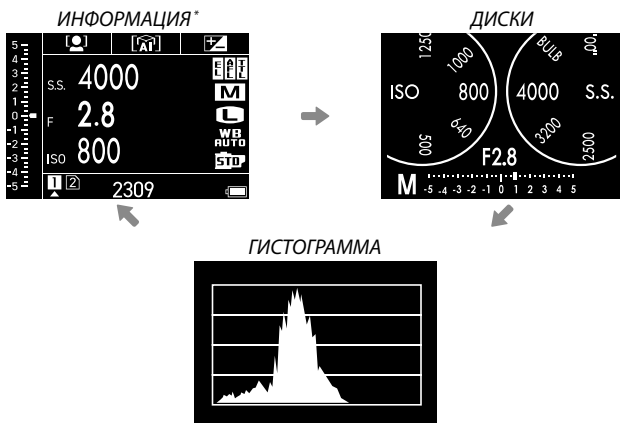 ИНФОРМАЦИЯ*
5
4
3
2
1
0
-1
-2
-3
-4
-5
AI
S.S. 4000
F 2.8
ISO 800
E AF T
L L L
M
L
WB
AUTO
STD
1 2
2309
ДИСКИ
1250 1000 BULB
ISO 800 4000 S.S.
500 640 3200 2500
F2.8
M -5 -4 -3 -2 -1 0 1 2 3 4 5
ГИСТОГРАММА